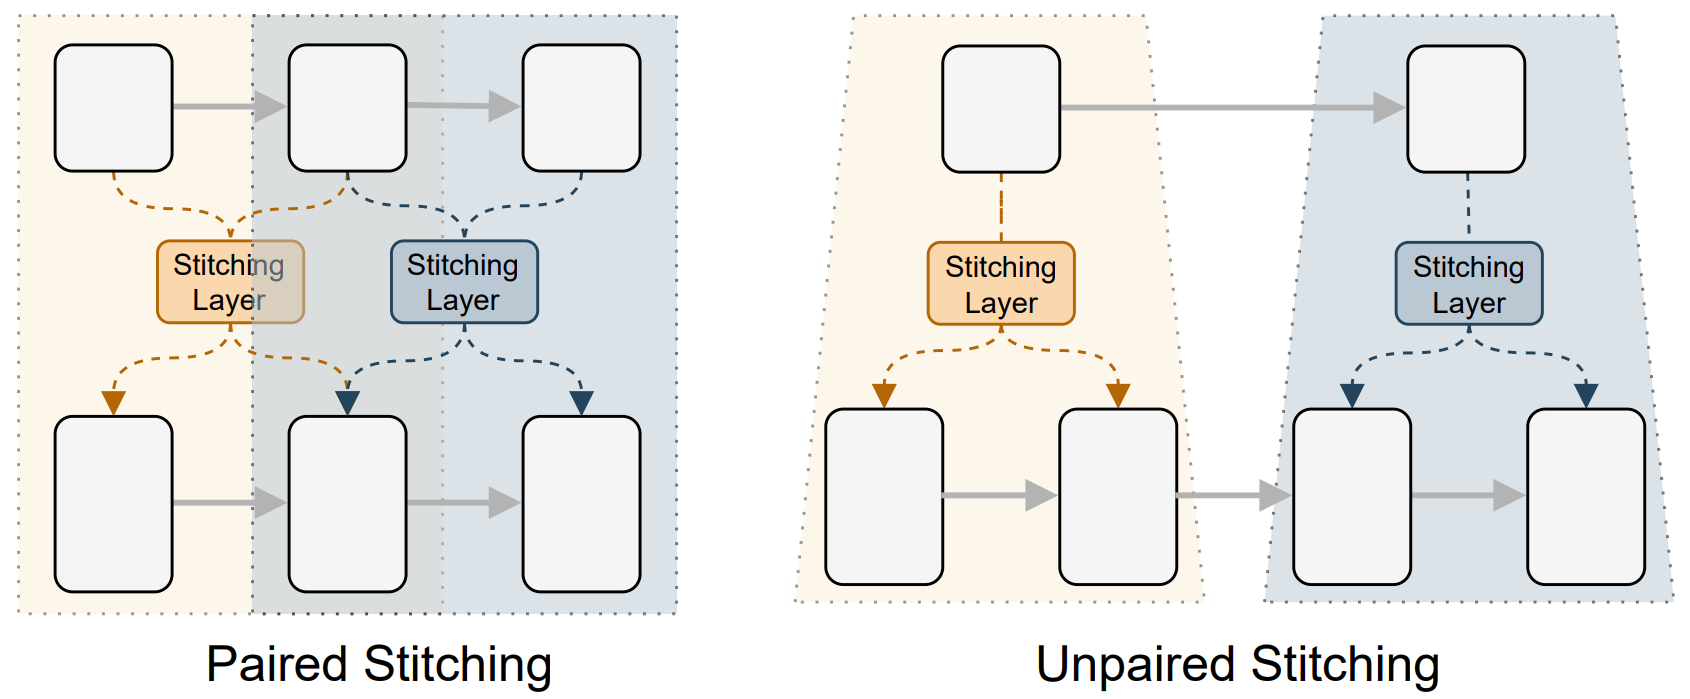 Stitching
Layer
Stitching
Layer
Stitching
Layer
Stitching
Layer
Paired Stitching
Unpaired Stitching